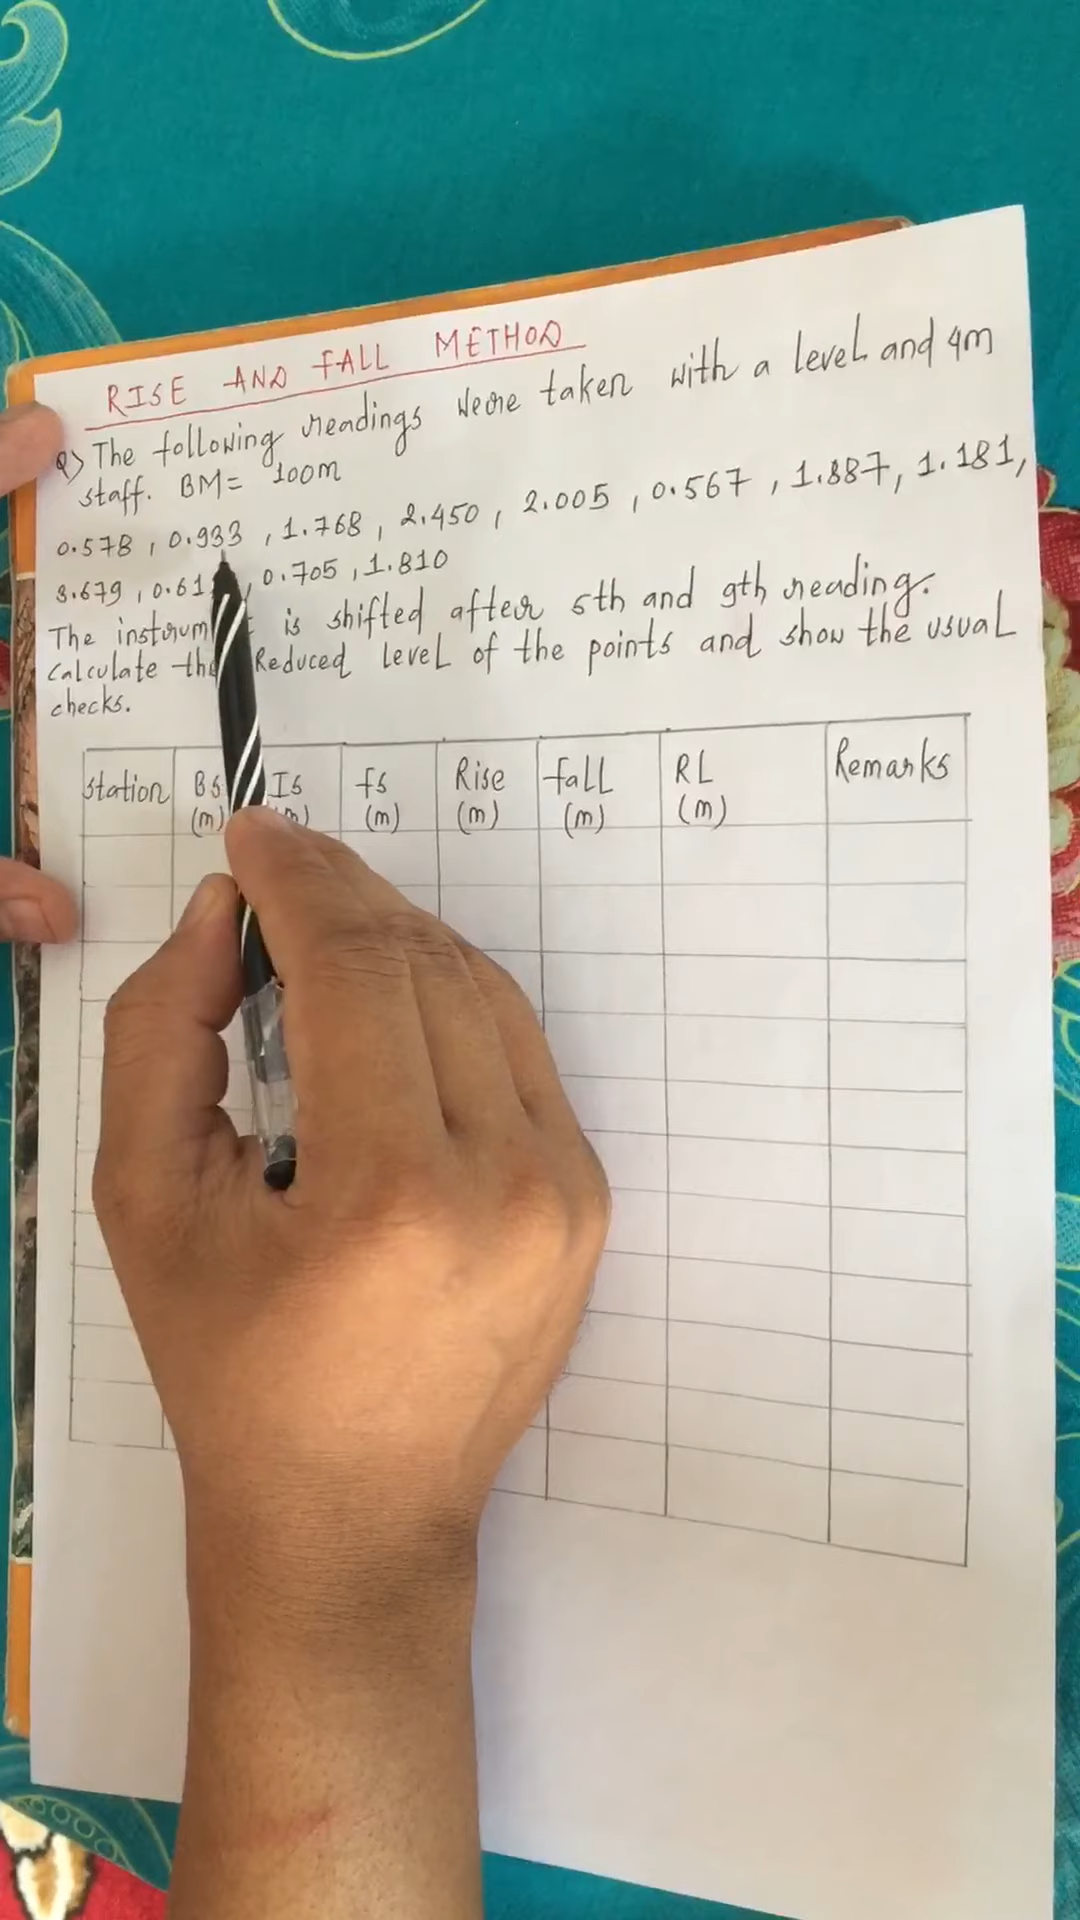 RISE AND FALL METHOD
Q) The following readings were taken with a level and 4m
staff. BM= 100m
0.578, 0.933, 1.768, 2.450, 2.005, 0.567, 1.887, 1.181,
3.679, 0.61 , 0.705, 1.810
The instrum is shifted after 5th and 9th reading.
Calculate the Reduced level of the points and show the usual
checks.
Station Bs (m) Is (m) fs (m) Rise (m) fall (m) RL (m) Remarks